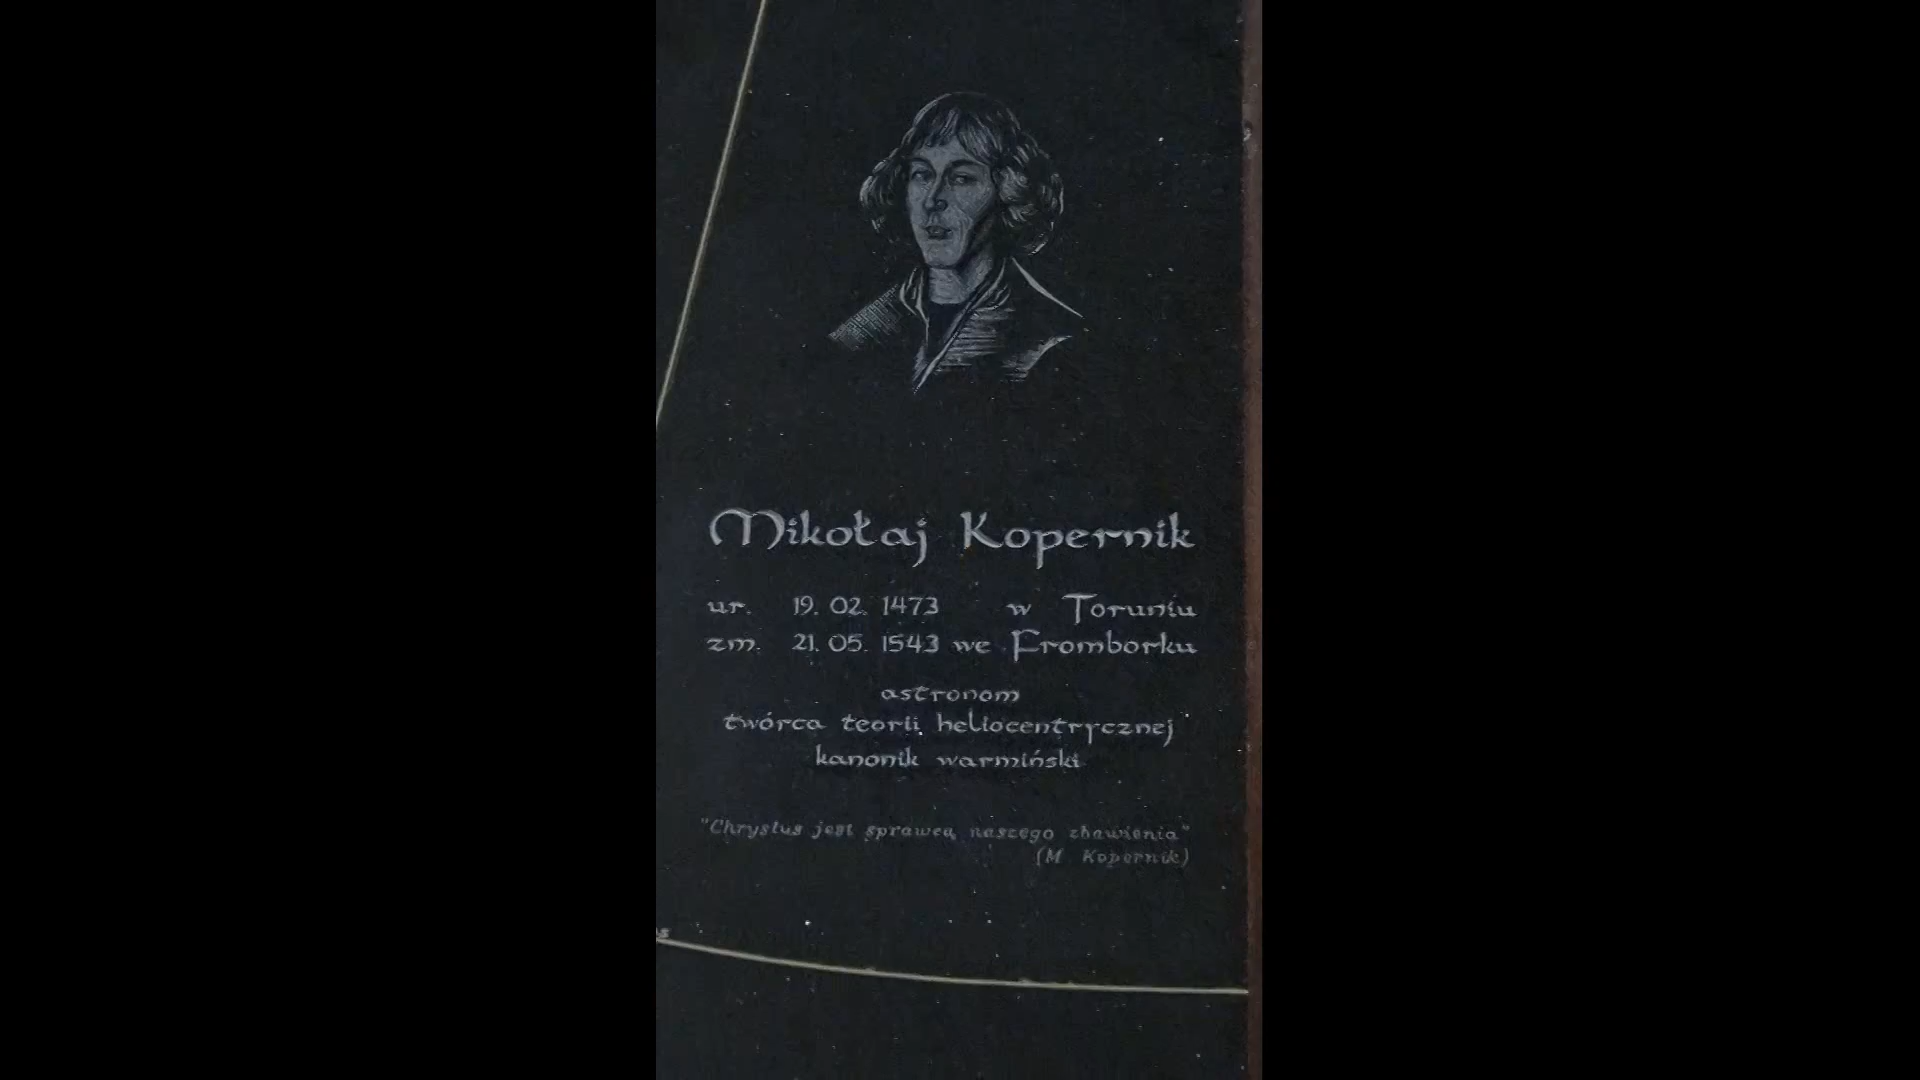 Mikołaj Kopernik
ur. 19. 02. 1473 w Toruniu
zm. 21. 05. 1543 we Fromborku
astronom
twórca teorii heliocentrycznej
kanonik warmiński
"Chrystus jest sprawcą naszego zbawienia"
(M. Kopernik)